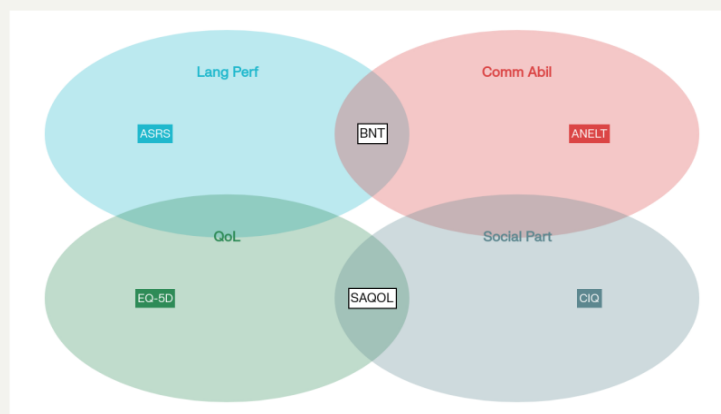 Lang Perf
Comm Abil
ASRS
BNT
ANELT
QoL
Social Part
EQ-5D
SAQOL
CIQ